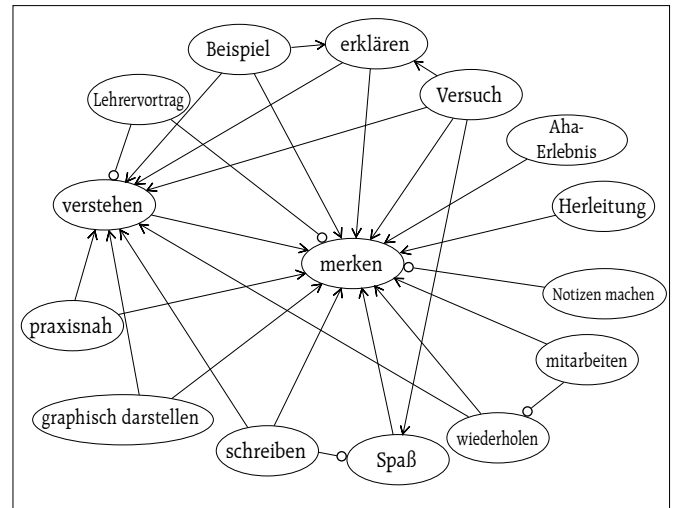 Beispiel
erklären
Lehrervortrag
Versuch
Aha-
Erlebnis
verstehen
Herleitung
merken
Notizen machen
praxisnah
mitarbeiten
graphisch darstellen
schreiben
wiederholen
Spaß